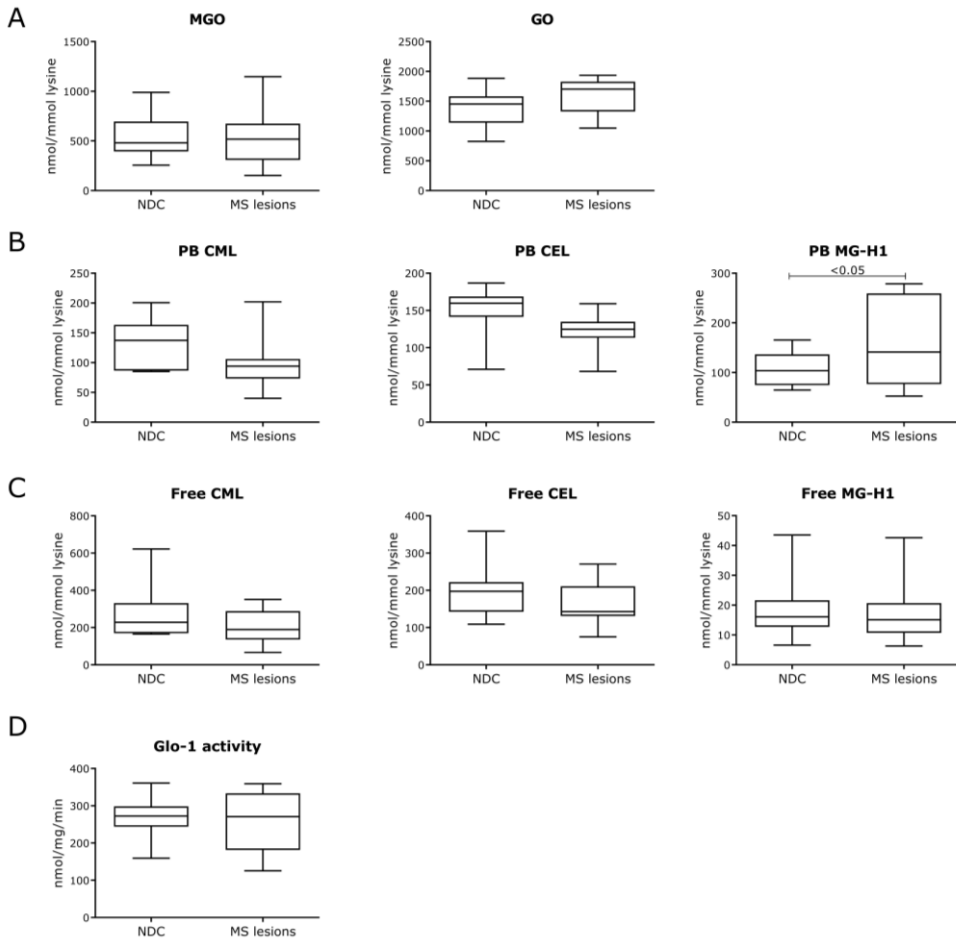 A
MGO
GO
nmol/mmol lysine
1500
1000
500
0
NDC
MS lesions
nmol/mmol lysine
2500
2000
1500
1000
500
0
NDC
MS lesions
B
PB CML
PB CEL
PB MG-H1
nmol/mmol lysine
250
200
150
100
50
0
NDC
MS lesions
nmol/mmol lysine
200
150
100
50
0
NDC
MS lesions
<0.05
nmol/mmol lysine
300
200
100
0
NDC
MS lesions
C
Free CML
Free CEL
Free MG-H1
nmol/mmol lysine
800
600
400
200
0
NDC
MS lesions
nmol/mmol lysine
400
300
200
100
0
NDC
MS lesions
nmol/mmol lysine
50
40
30
20
10
0
NDC
MS lesions
D
Glo-1 activity
nmol/mg/min
400
300
200
100
0
NDC
MS lesions